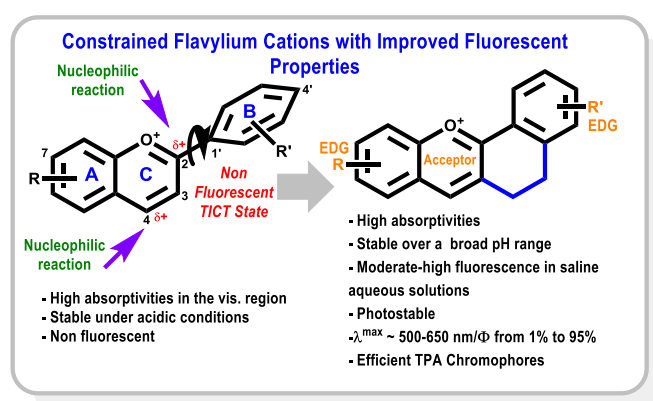 Constrained Flavylium Cations with Improved Fluorescent
Properties
Nucleophilic
reaction
4'
B
R'
O+
δ+
7
2
1'
R
A
C
3
4 δ+
Non
Fluorescent
TICT State
Nucleophilic
reaction
- High absorptivities in the vis. region
- Stable under acidic conditions
- Non fluorescent
R'
EDG
O+
EDG
R
Acceptor
- High absorptivities
- Stable over a broad pH range
- Moderate-high fluorescence in saline
aqueous solutions
- Photostable
-λmax ~ 500-650 nm/Φ from 1% to 95%
- Efficient TPA Chromophores